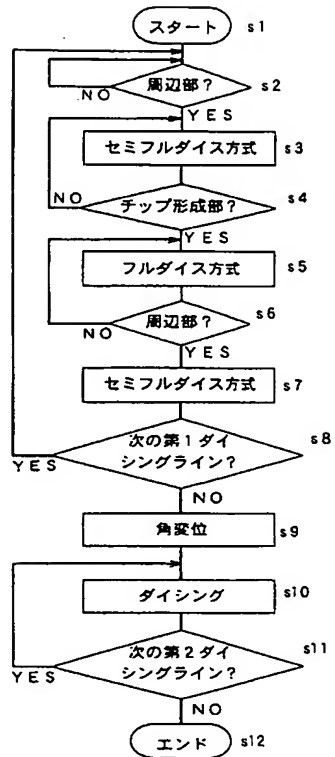 スタート s1
周辺部? s2
NO
YES
セミフルダイス方式 s3
NO
チップ形成部? s4
YES
フルダイス方式 s5
周辺部? s6
NO
YES
セミフルダイス方式 s7
次の第1ダイ
シングライン? s8
YES
NO
角変位 s9
ダイシング s10
次の第2ダイ
シングライン? s11
YES
NO
エンド s12